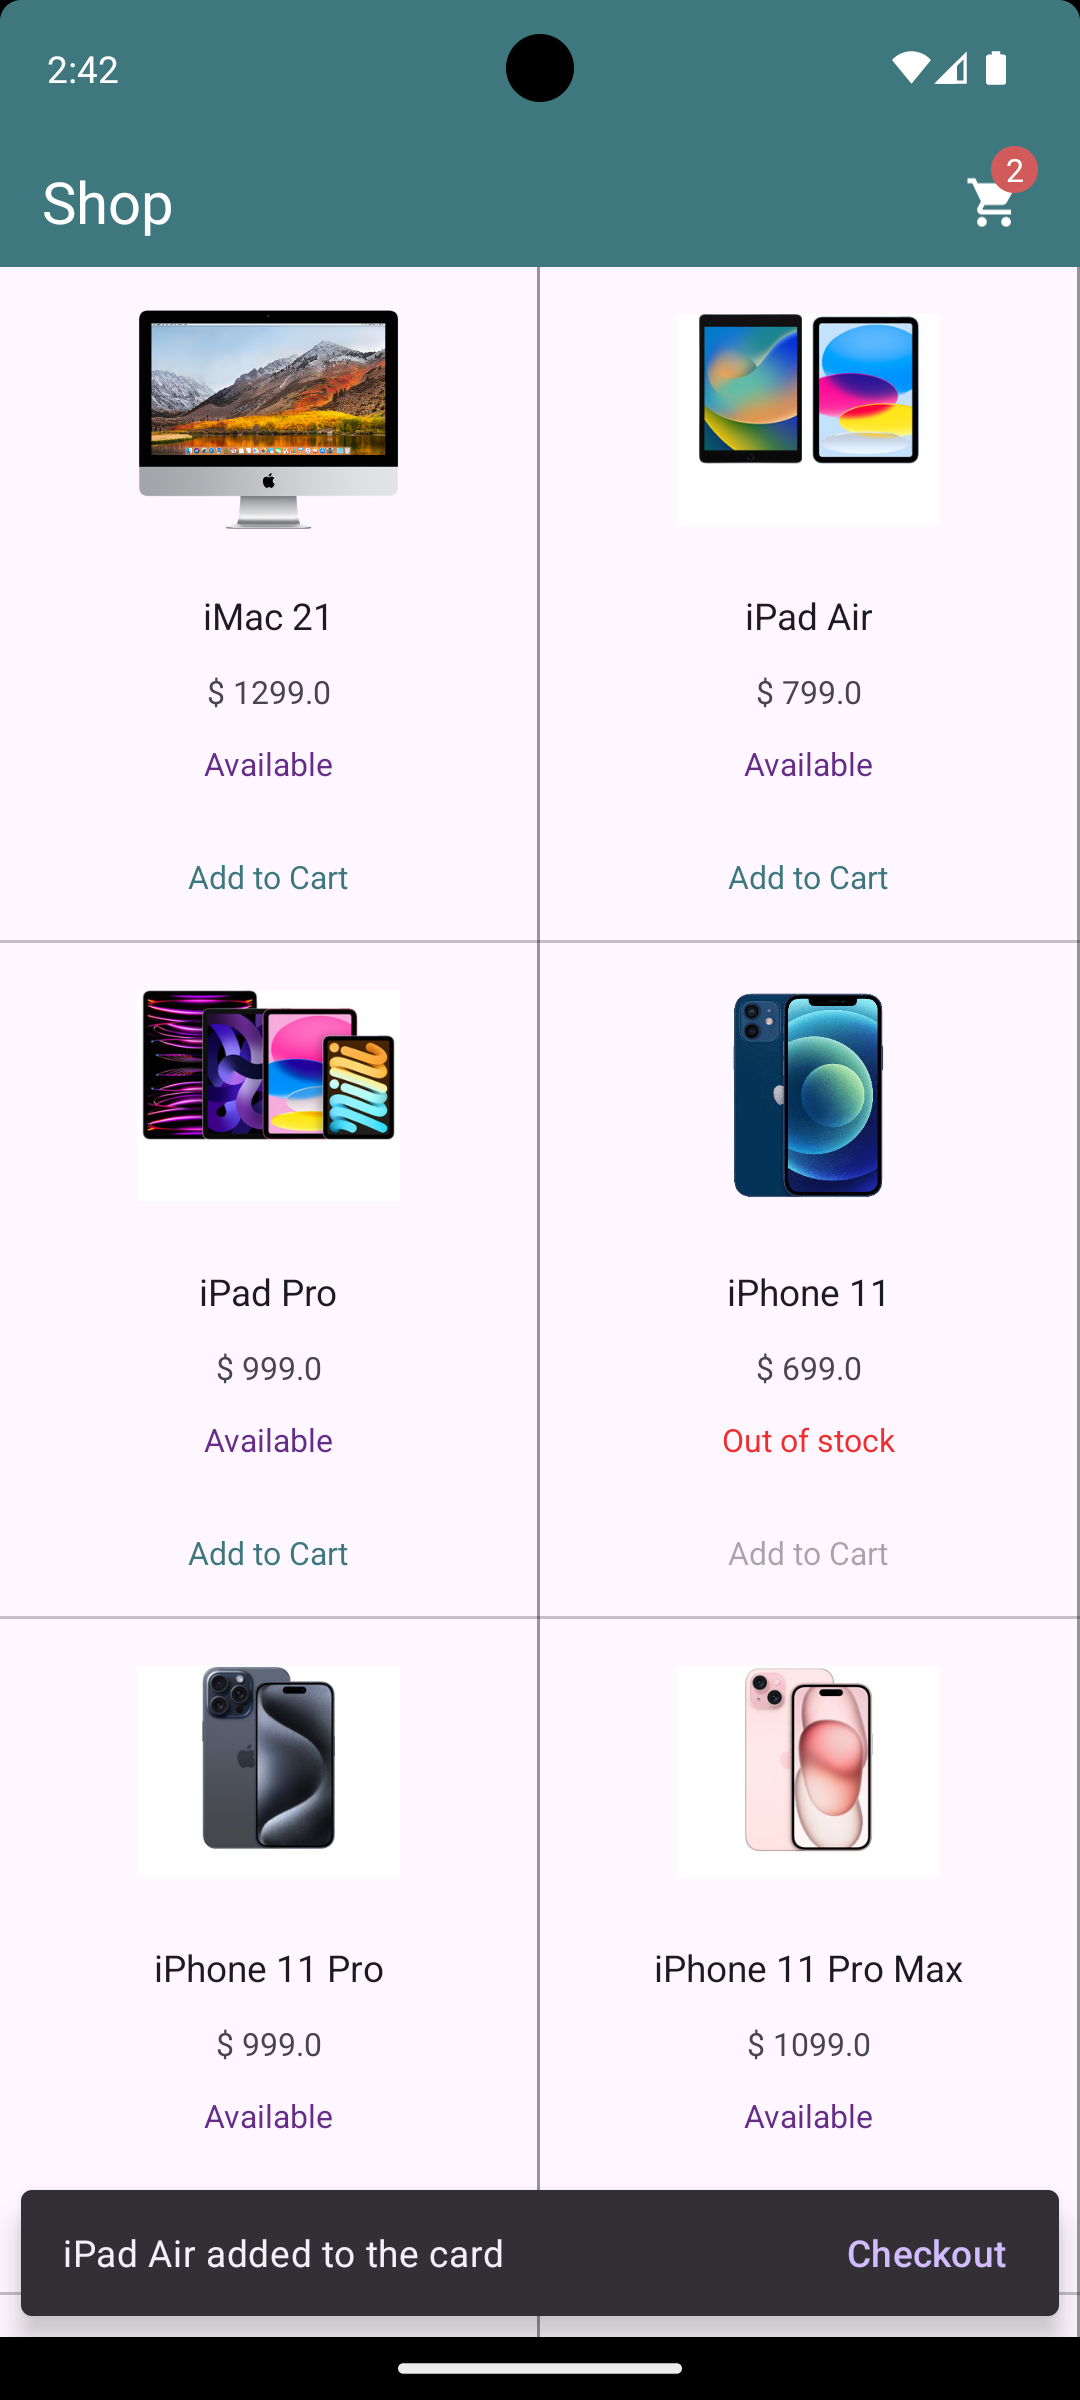 2:42
Shop
2
iMac 21
$ 1299.0
Available
Add to Cart
iPad Air
$ 799.0
Available
Add to Cart
iPad Pro
$ 999.0
Available
Add to Cart
iPhone 11
$ 699.0
Out of stock
Add to Cart
iPhone 11 Pro
$ 999.0
Available
iPhone 11 Pro Max
$ 1099.0
Available
iPad Air added to the card
Checkout